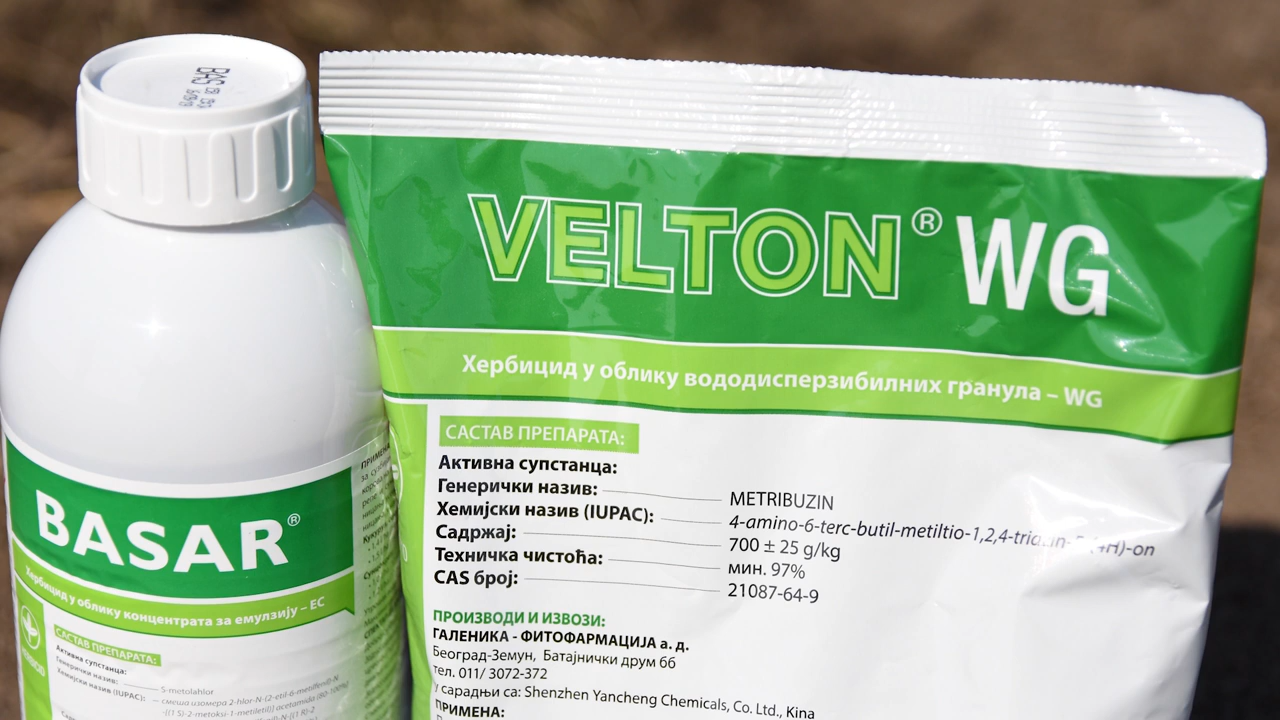 BAS
BASAR®
Хербицид у облику концентрата за емулзију – EC
САСТАВ ПРЕПАРАТА:
Активна супстанца:
Генерички назив: S-metolahlor
Хемијски назив (IUPAC): смеша изомера 2-hlor-N-(2-etil-6-metilfenil)-N
-[(1 S)-2-metoksi-1-metiletil)] acetamida (80-100%)
VELTON® WG
Хербицид у облику вододисперзибилних гранула – WG
САСТАВ ПРЕПАРАТА:
Активна супстанца:
Генерички назив: METRIBUZIN
Хемијски назив (IUPAC): 4-amino-6-terc-butil-metiltio-1,2,4-triazin-5-(4H)-on
Садржај: 700 ± 25 g/kg
Техничка чистоћа: мин. 97%
CAS број: 21087-64-9
ПРОИЗВОДИ И ИЗВОЗИ:
ГАЛЕНИКА - ФИТОФАРМАЦИЈА а. д.
Београд-Земун, Батајнички друм бб
тел. 011/ 3072-372
у сарадњи са: Shenzhen Yancheng Chemicals, Co. Ltd., Kina
ПРИМЕНА: